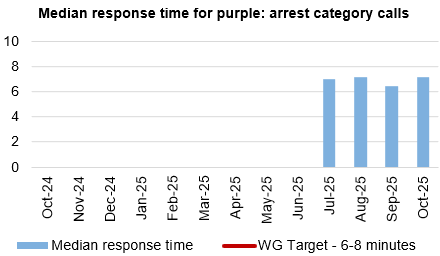 Median response time for purple: arrest category calls
10
8
6
4
2
0
Oct-24
Nov-24
Dec-24
Jan-25
Feb-25
Mar-25
Apr-25
May-25
Jun-25
Jul-25
Aug-25
Sep-25
Oct-25
Median response time
WG Target - 6-8 minutes